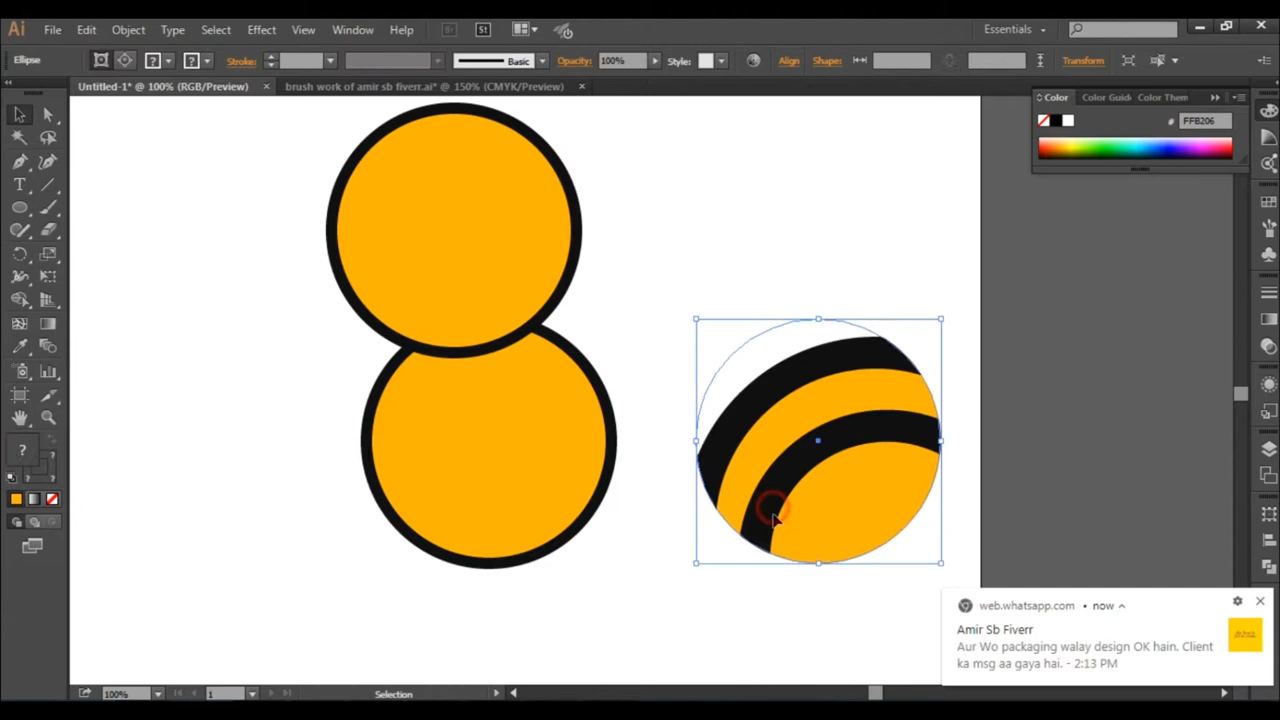 Ai File Edit Object Type Select Effect View Window Help Br St Essentials
Ellipse ? ? Stroke: Basic Opacity: 100% Style: Align Shape: Transform
Untitled-1* @ 100% (RGB/Preview) × brush work of amir sb fiverr.ai* @ 150% (CMYK/Preview) ×
Color Color Guide Color Them
# FFB206
T
?
web.whatsapp.com • now
Amir Sb Fiverr
Aur Wo packaging walay design OK hain. Client
ka msg aa gaya hai. - 2:13 PM
100% 1 Selection